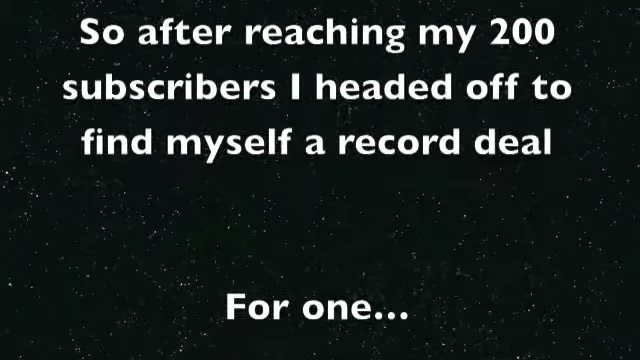 So after reaching my 200
subscribers I headed off to
find myself a record deal
For one...